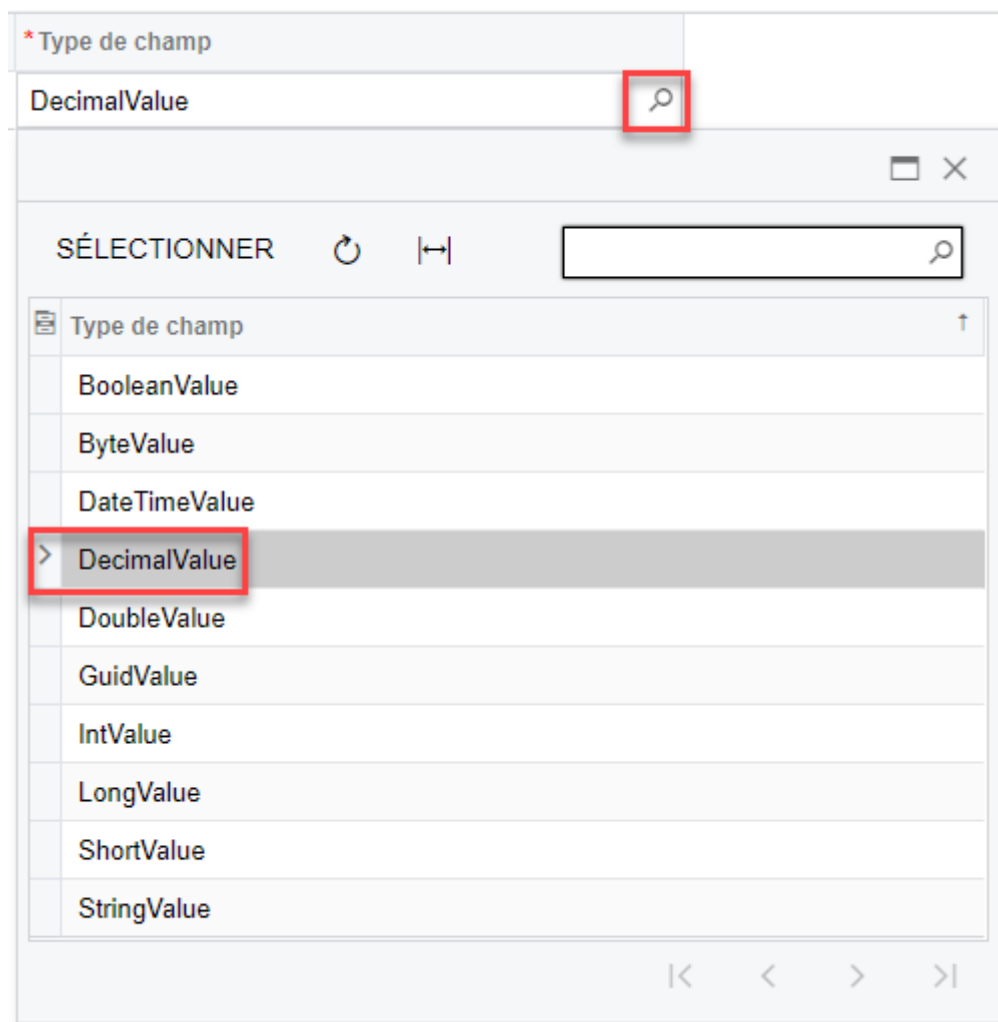 *Type de champ
DecimalValue
SÉLECTIONNER
Type de champ
BooleanValue
ByteValue
DateTimeValue
DecimalValue
DoubleValue
GuidValue
IntValue
LongValue
ShortValue
StringValue